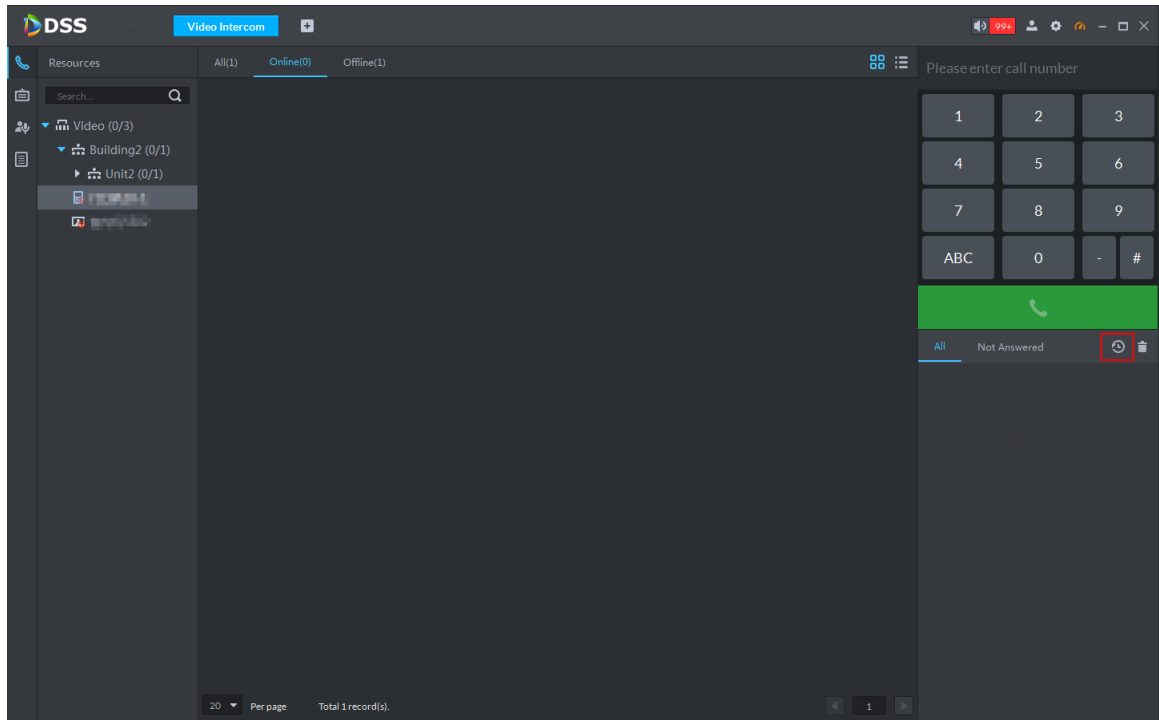 DSS
Video Intercom
99+
Resources
All(1) Online(0) Offline(1)
Please enter call number
Search...
Video (0/3)
Building2 (0/1)
Unit2 (0/1)
1 2 3
4 5 6
7 8 9
ABC 0 - #
All Not Answered
20 Per page Total 1 record(s). 1